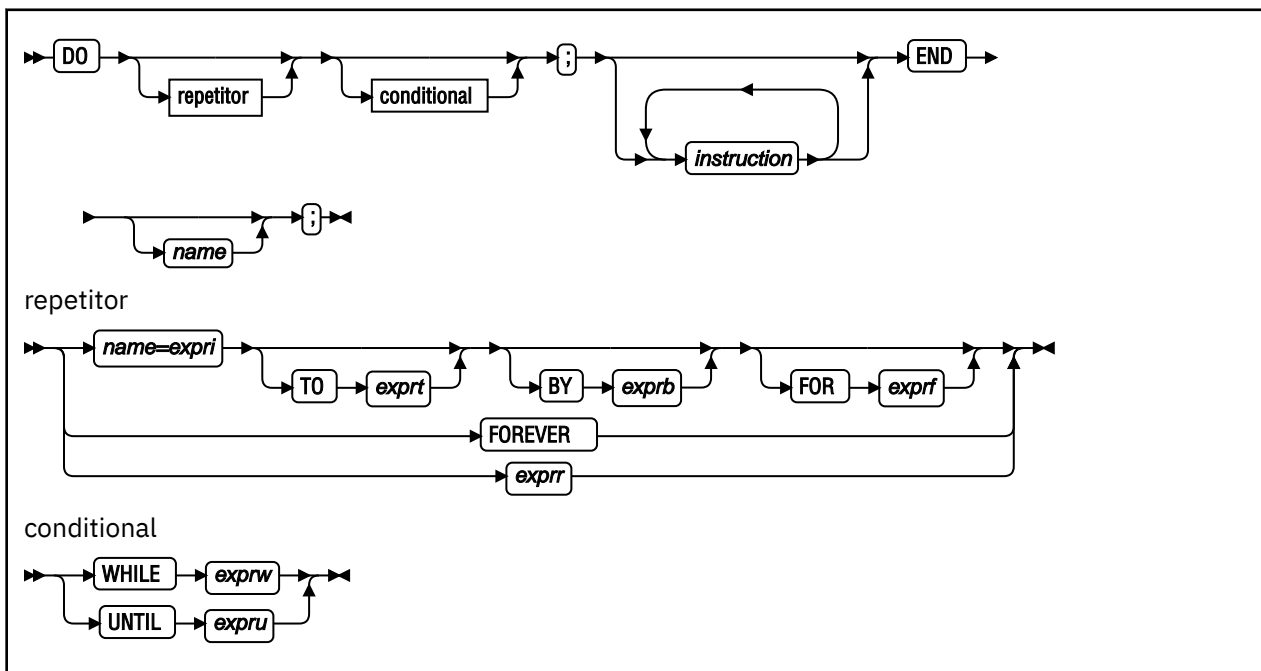 DO repetitor conditional ; instruction END
name ;
repetitor
name=expri TO exprt BY exprb FOR exprf
FOREVER
exprr
conditional
WHILE exprw
UNTIL expru